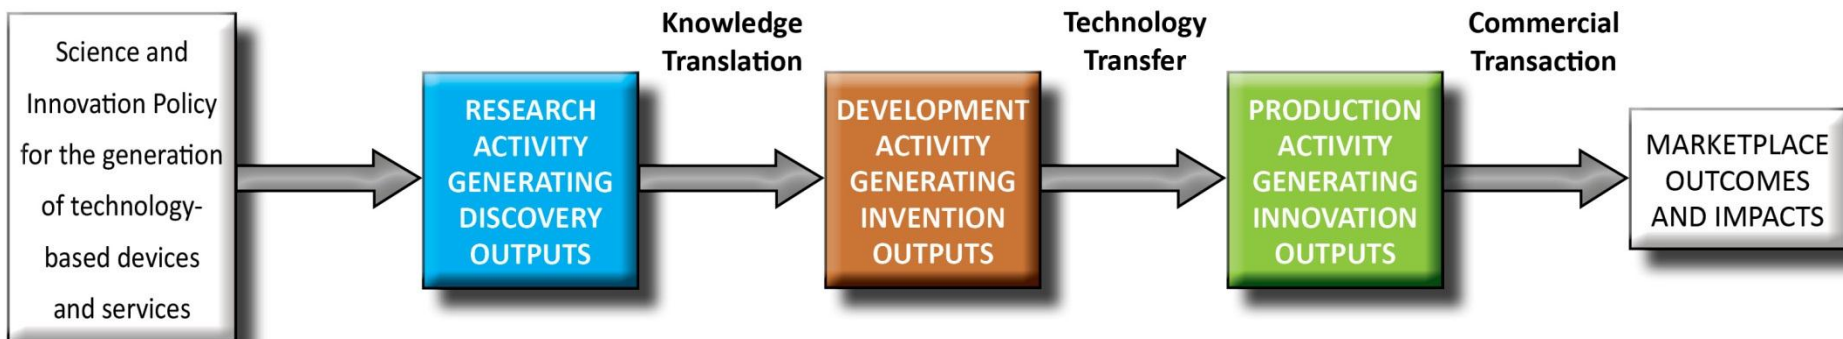 Science and
Innovation Policy
for the generation
of technology-
based devices
and services
RESEARCH
ACTIVITY
GENERATING
DISCOVERY
OUTPUTS
Knowledge
Translation
DEVELOPMENT
ACTIVITY
GENERATING
INVENTION
OUTPUTS
Technology
Transfer
PRODUCTION
ACTIVITY
GENERATING
INNOVATION
OUTPUTS
Commercial
Transaction
MARKETPLACE
OUTCOMES
AND IMPACTS